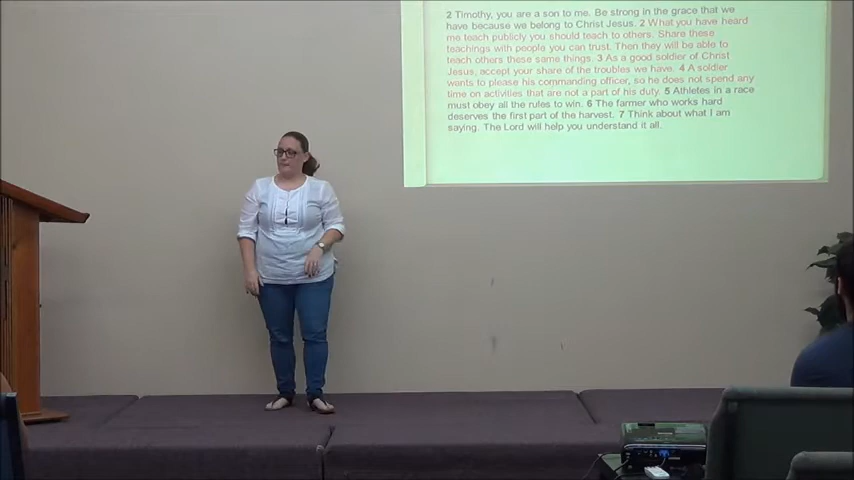 2 Timothy, you are a son to me. Be strong in the grace that we
have because we belong to Christ Jesus. 2 What you have heard
me teach publicly you should teach to others. Share these
teachings with people you can trust. Then they will be able to
teach others these same things. 3 As a good soldier of Christ
Jesus, accept your share of the troubles we have. 4 A soldier
wants to please his commanding officer, so he does not spend any
time on activities that are not a part of his duty. 5 Athletes in a race
must obey all the rules to win. 6 The farmer who works hard
deserves the first part of the harvest. 7 Think about what I am
saying. The Lord will help you understand it all.